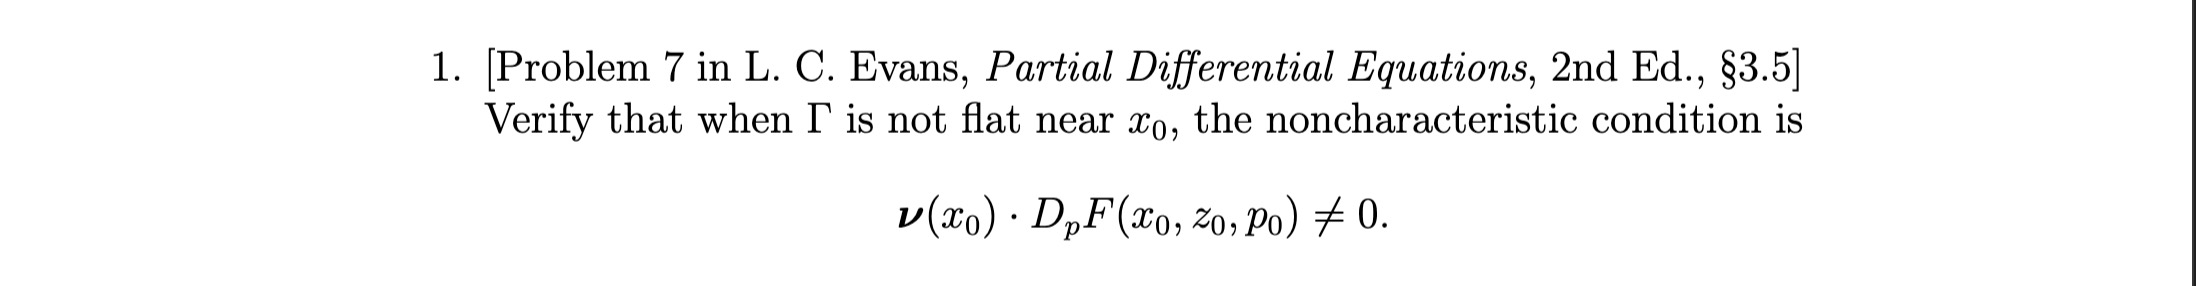 1. [Problem 7 in L. C. Evans, Partial Differential Equations, 2nd Ed., §3.5]
Verify that when Γ is not flat near x₀, the noncharacteristic condition is
𝝂(x₀) · DₚF(x₀, z₀, p₀) ≠ 0.